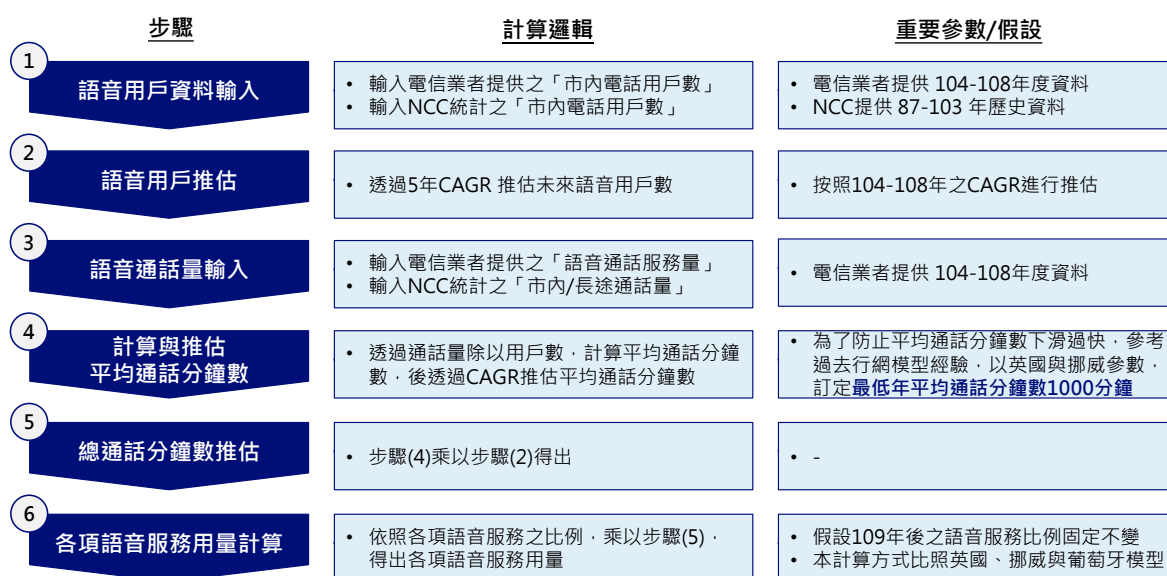 步驟
計算邏輯
重要參數/假設
1
語音用戶資料輸入
• 輸入電信業者提供之「市內電話用戶數」
• 輸入NCC統計之「市內電話用戶數」
• 電信業者提供 104-108年度資料
• NCC提供 87-103 年歷史資料
2
語音用戶推估
• 透過5年CAGR 推估未來語音用戶數
• 按照104-108年之CAGR進行推估
3
語音通話量輸入
• 輸入電信業者提供之「語音通話服務量」
• 輸入NCC統計之「市內/長途通話量」
• 電信業者提供 104-108年度資料
4
計算與推估
平均通話分鐘數
• 透過通話量除以用戶數，計算平均通話分鐘
數，後透過CAGR推估平均通話分鐘數
• 為了防止平均通話分鐘數下滑過快，參考
過去行網模型經驗，以英國與挪威參數，
訂定最低年平均通話分鐘數1000分鐘
5
總通話分鐘數推估
• 步驟(4)乘以步驟(2)得出
• -
6
各項語音服務用量計算
• 依照各項語音服務之比例，乘以步驟(5)，
得出各項語音服務用量
• 假設109年後之語音服務比例固定不變
• 本計算方式比照英國、挪威與葡萄牙模型